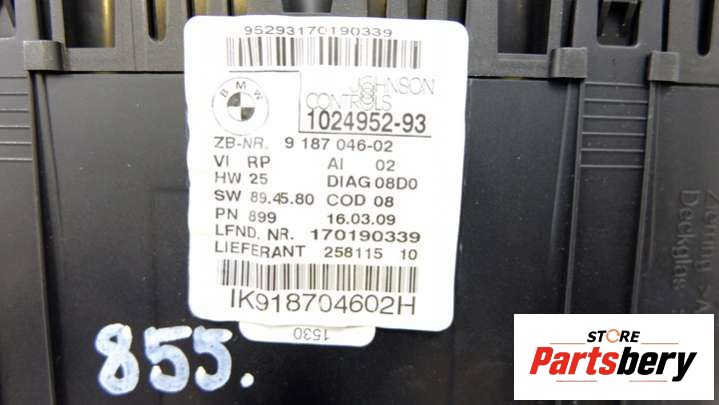 95293170190339
BMW
JOHNSON
CONTROLS
1024952-93
ZB-NR. 9 187 046-02
VI RP AI 02
HW 25 DIAG 08D0
SW 89.45.80 COD 08
PN 899 16.03.09
LFND. NR. 170190339
LIEFERANT 258115 10
IK918704602H
1530
855.
Deckglas
STORE
Partsbery